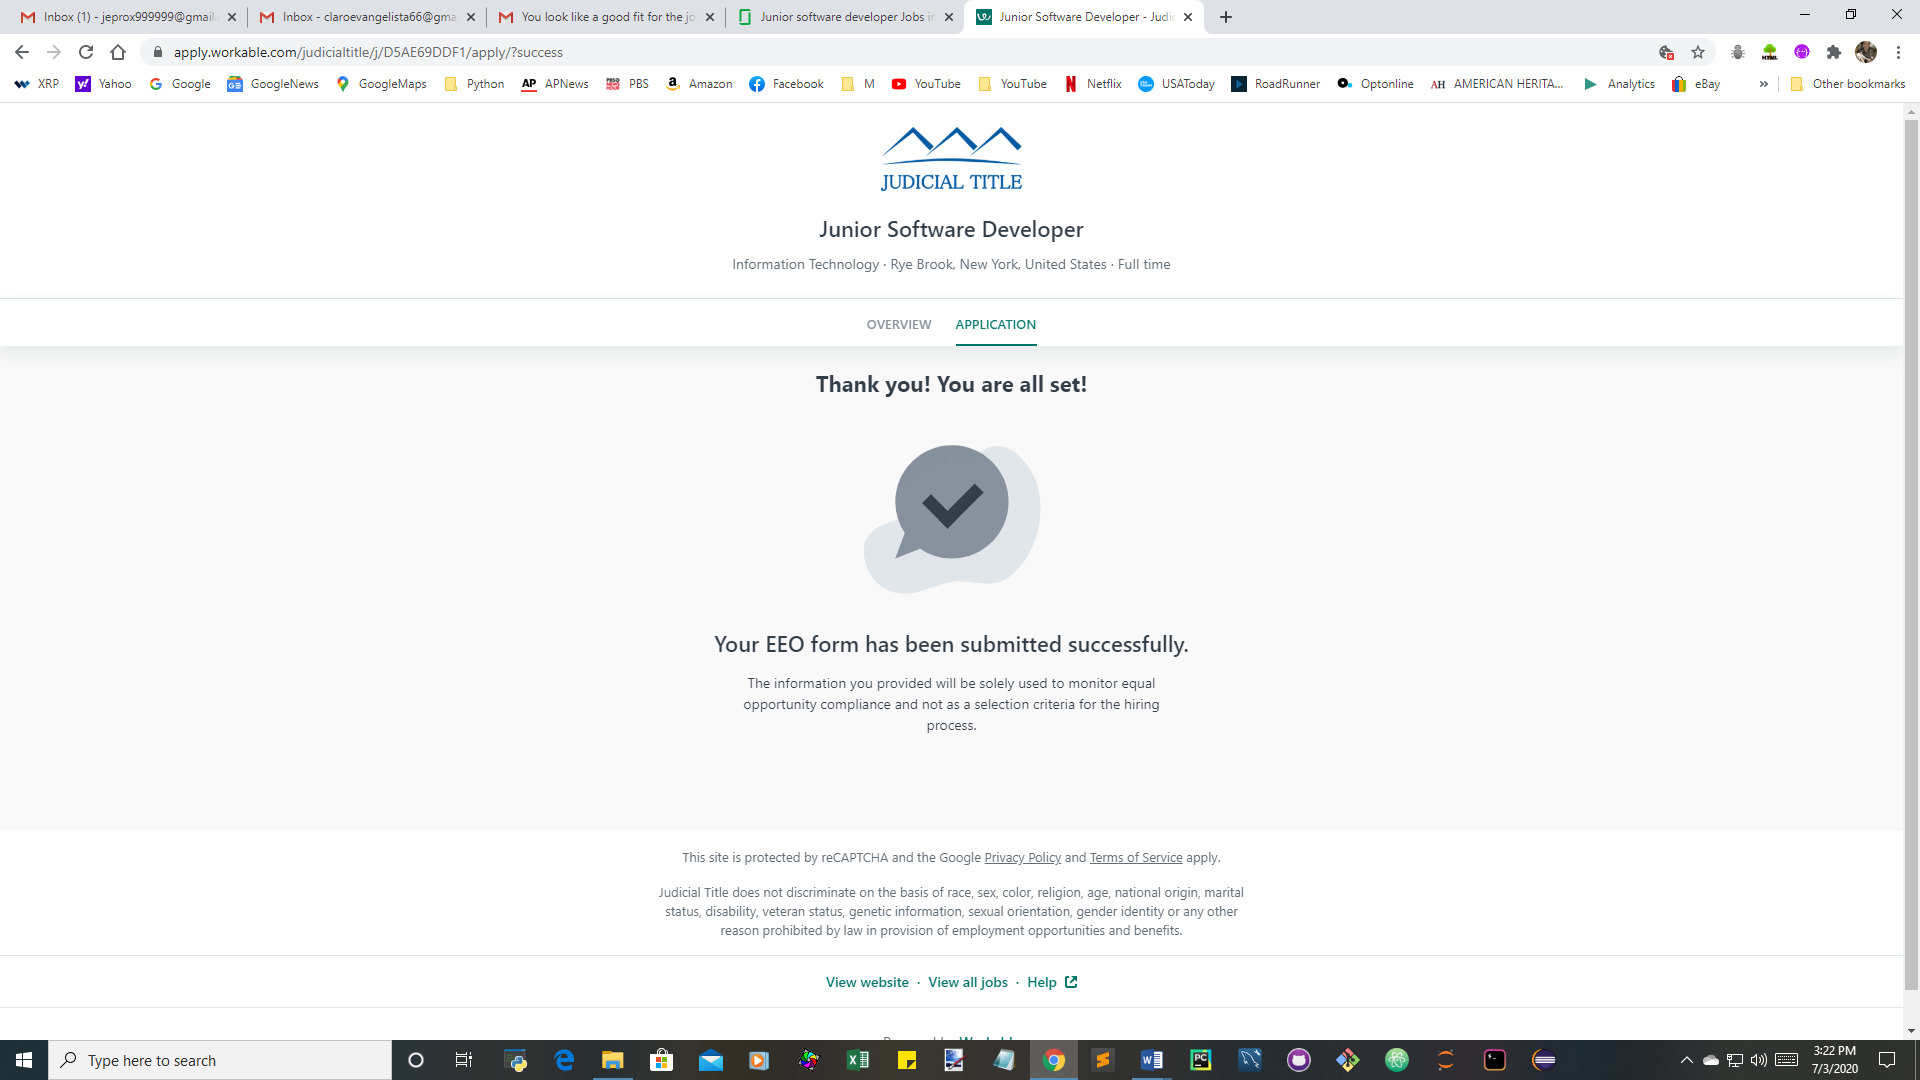 Inbox (1) - jeprox999999@gmail.
Inbox - claroevangelista66@gma
You look like a good fit for the jo
Junior software developer Jobs in
Junior Software Developer - Judi
apply.workable.com/judicialtitle/j/D5AE69DDF1/apply/?success
XRP Yahoo Google GoogleNews GoogleMaps Python APNews PBS Amazon Facebook M YouTube YouTube Netflix USAToday RoadRunner Optonline AMERICAN HERITA... Analytics eBay » Other bookmarks
JUDICIAL TITLE
Junior Software Developer
Information Technology · Rye Brook, New York, United States · Full time
OVERVIEW APPLICATION
Thank you! You are all set!
Your EEO form has been submitted successfully.
The information you provided will be solely used to monitor equal
opportunity compliance and not as a selection criteria for the hiring
process.
This site is protected by reCAPTCHA and the Google Privacy Policy and Terms of Service apply.
Judicial Title does not discriminate on the basis of race, sex, color, religion, age, national origin, marital
status, disability, veteran status, genetic information, sexual orientation, gender identity or any other
reason prohibited by law in provision of employment opportunities and benefits.
View website · View all jobs · Help
Type here to search
3:22 PM
7/3/2020